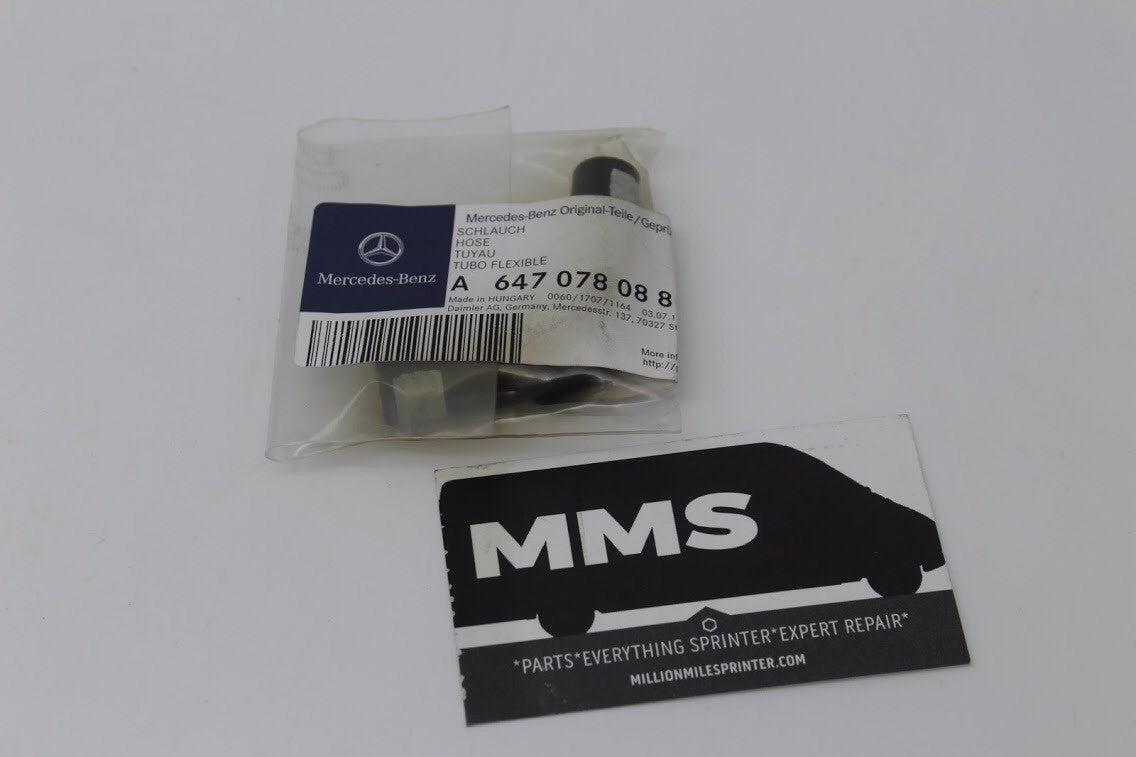 Mercedes-Benz
Mercedes-Benz Original-Teile/Geprü
SCHLAUCH
HOSE
TUYAU
TUBO FLEXIBLE
A 647 078 08 8
Made in HUNGARY 0060/1707/1164 03.07.1
Daimler AG, Germany, Mercedesstr. 137, 70327 St
More inf
http://
MMS
*PARTS*EVERYTHING SPRINTER*EXPERT REPAIR*
MILLIONMILESPRINTER.COM